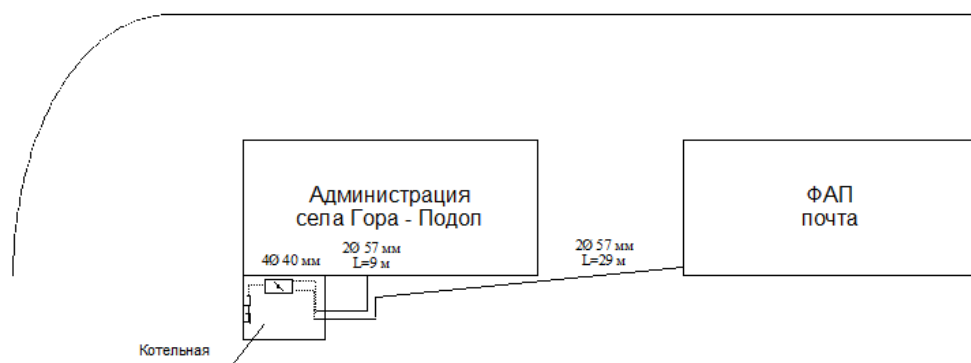 Администрация
села Гора - Подол
ФАП
почта
4Ø 40 мм
2Ø 57 мм
L=9 м
2Ø 57 мм
L=29 м
Котельная